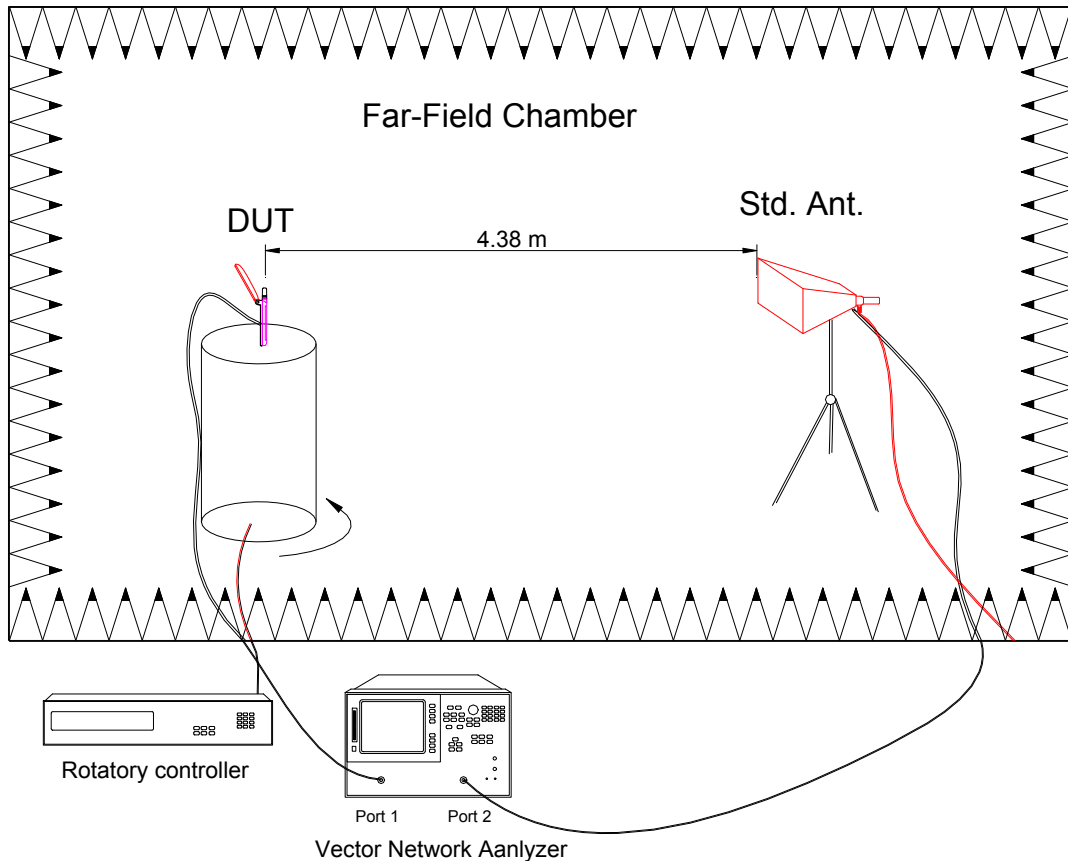 Far-Field Chamber
DUT
Std. Ant.
4.38 m
Rotatory controller
Port 1
Port 2
Vector Network Aanlyzer